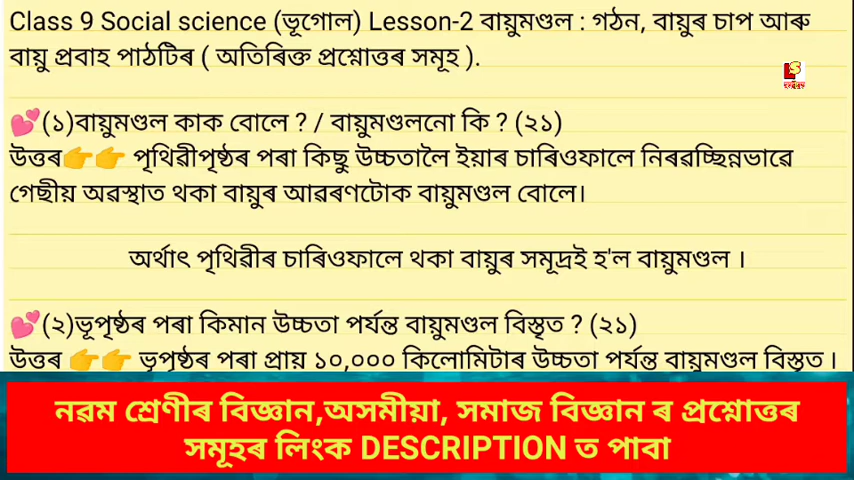 Class 9 Social science (ভূগোল) Lesson-2 বায়ুমণ্ডল : গঠন, বায়ুৰ চাপ আৰু
বায়ু প্ৰবাহ পাঠটিৰ ( অতিৰিক্ত প্ৰশ্নোত্তৰ সমূহ ).
LS
💕(১)বায়ুমণ্ডল কাক বোলে ? / বায়ুমণ্ডলনো কি ? (২১)
উত্তৰ👉👉 পৃথিৱীপৃষ্ঠৰ পৰা কিছু উচ্চতালৈ ইয়াৰ চাৰিওফালে নিৰৱচ্ছিন্নভাৱে
গেছীয় অৱস্থাত থকা বায়ুৰ আৱৰণটোক বায়ুমণ্ডল বোলে।
অৰ্থাৎ পৃথিৱীৰ চাৰিওফালে থকা বায়ুৰ সমূদ্ৰই হ'ল বায়ুমণ্ডল ।
💕(২)ভূপৃষ্ঠৰ পৰা কিমান উচ্চতা পৰ্যন্ত বায়ুমণ্ডল বিস্তৃত ? (২১)
উত্তৰ 👉👉 ভূপৃষ্ঠৰ পৰা প্ৰায় ১০,০০০ কিলোমিটাৰ উচ্চতা পৰ্যন্ত বায়ুমণ্ডল বিস্তৃত ।
নৱম শ্ৰেণীৰ বিজ্ঞান,অসমীয়া, সমাজ বিজ্ঞান ৰ প্ৰশ্নোত্তৰ
সমূহৰ লিংক DESCRIPTION ত পাবা